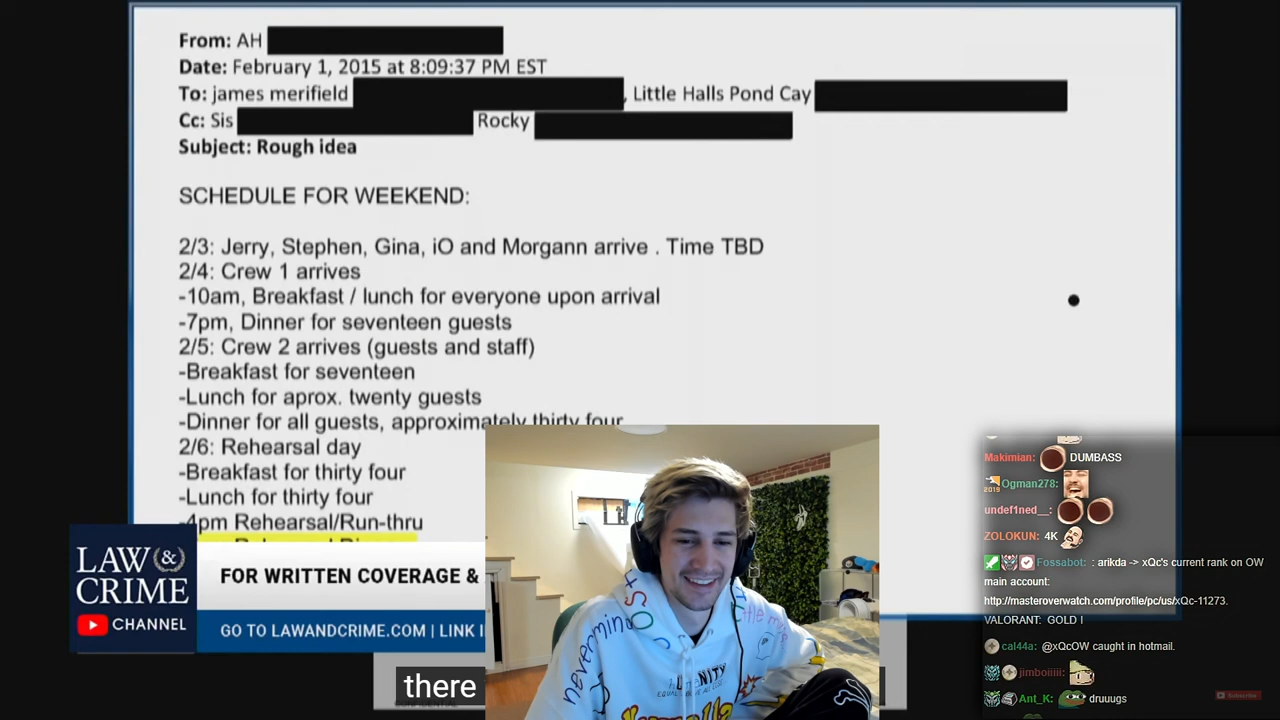 From: AH
Date: February 1, 2015 at 8:09:37 PM EST
To: james merifield , Little Halls Pond Cay
Cc: Sis Rocky
Subject: Rough idea
SCHEDULE FOR WEEKEND:
2/3: Jerry, Stephen, Gina, iO and Morgann arrive . Time TBD
2/4: Crew 1 arrives
-10am, Breakfast / lunch for everyone upon arrival
-7pm, Dinner for seventeen guests
2/5: Crew 2 arrives (guests and staff)
-Breakfast for seventeen
-Lunch for aprox. twenty guests
-Dinner for all guests, approximately thirty four
2/6: Rehearsal day
-Breakfast for thirty four
-Lunch for thirty four
-4pm Rehearsal/Run-thru
LAW &
CRIME
CHANNEL
FOR WRITTEN COVERAGE &
GO TO LAWANDCRIME.COM | LINK
there
nevermind
Makimian: DUMBASS
2019 Ogman278:
undef1ned__:
ZOLOKUN: 4K
Fossabot: : arikda -> xQc's current rank on OW
main account:
http://masteroverwatch.com/profile/pc/us/xQc-11273.
VALORANT: GOLD I
cal44a: @xQcOW caught in hotmail.
jimboiiiii:
Ant_K: druuugs
Subscribe